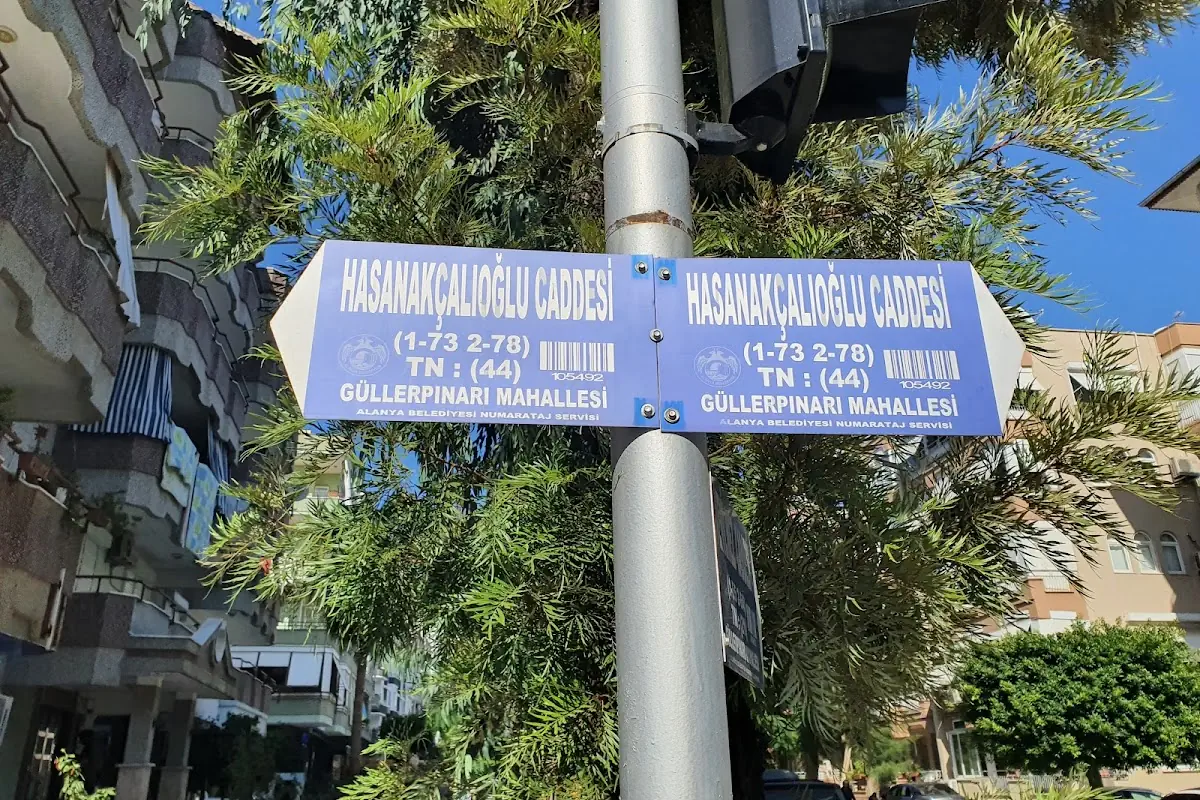 HASANAKÇALIOĞLU CADDESİ
(1-73 2-78)
TN : (44)
105492
GÜLLERPINARI MAHALLESİ
ALANYA BELEDİYESİ NUMARATAJ SERVİSİ
HASANAKÇALIOĞLU CADDESİ
(1-73 2-78)
TN : (44)
105492
GÜLLERPINARI MAHALLESİ
ALANYA BELEDİYESİ NUMARATAJ SERVİSİ